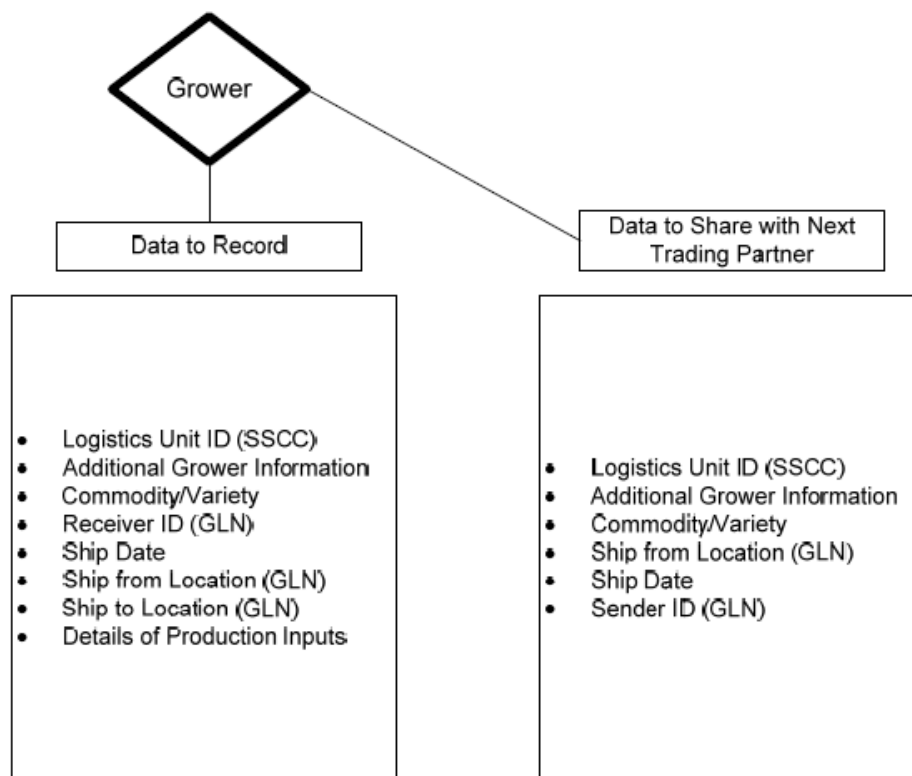 Grower
Data to Record
Data to Share with Next
Trading Partner
• Logistics Unit ID (SSCC)
• Additional Grower Information
• Commodity/Variety
• Receiver ID (GLN)
• Ship Date
• Ship from Location (GLN)
• Ship to Location (GLN)
• Details of Production Inputs
• Logistics Unit ID (SSCC)
• Additional Grower Information
• Commodity/Variety
• Ship from Location (GLN)
• Ship Date
• Sender ID (GLN)